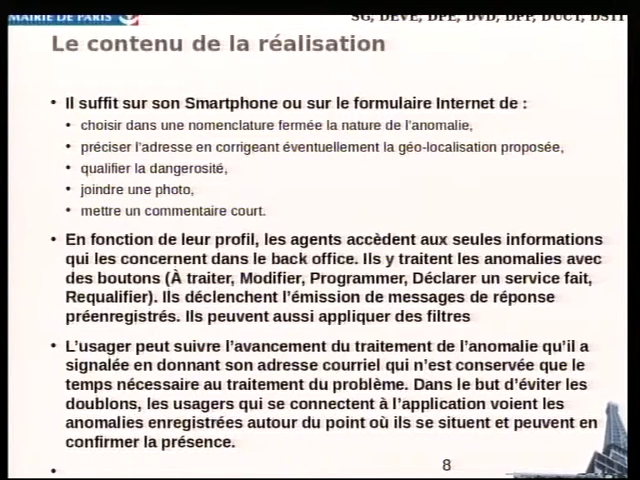 MAIRIE DE PARIS
SG, DEVE, DPE, DVD, DPP, DUCT, DSTI
Le contenu de la réalisation
• Il suffit sur son Smartphone ou sur le formulaire Internet de :
• choisir dans une nomenclature fermée la nature de l'anomalie,
• préciser l'adresse en corrigeant éventuellement la géo-localisation proposée,
• qualifier la dangerosité,
• joindre une photo,
• mettre un commentaire court.
• En fonction de leur profil, les agents accèdent aux seules informations
qui les concernent dans le back office. Ils y traitent les anomalies avec
des boutons (À traiter, Modifier, Programmer, Déclarer un service fait,
Requalifier). Ils déclenchent l'émission de messages de réponse
préenregistrés. Ils peuvent aussi appliquer des filtres
• L'usager peut suivre l'avancement du traitement de l'anomalie qu'il a
signalée en donnant son adresse courriel qui n'est conservée que le
temps nécessaire au traitement du problème. Dans le but d'éviter les
doublons, les usagers qui se connectent à l'application voient les
anomalies enregistrées autour du point où ils se situent et peuvent en
confirmer la présence.
•
8